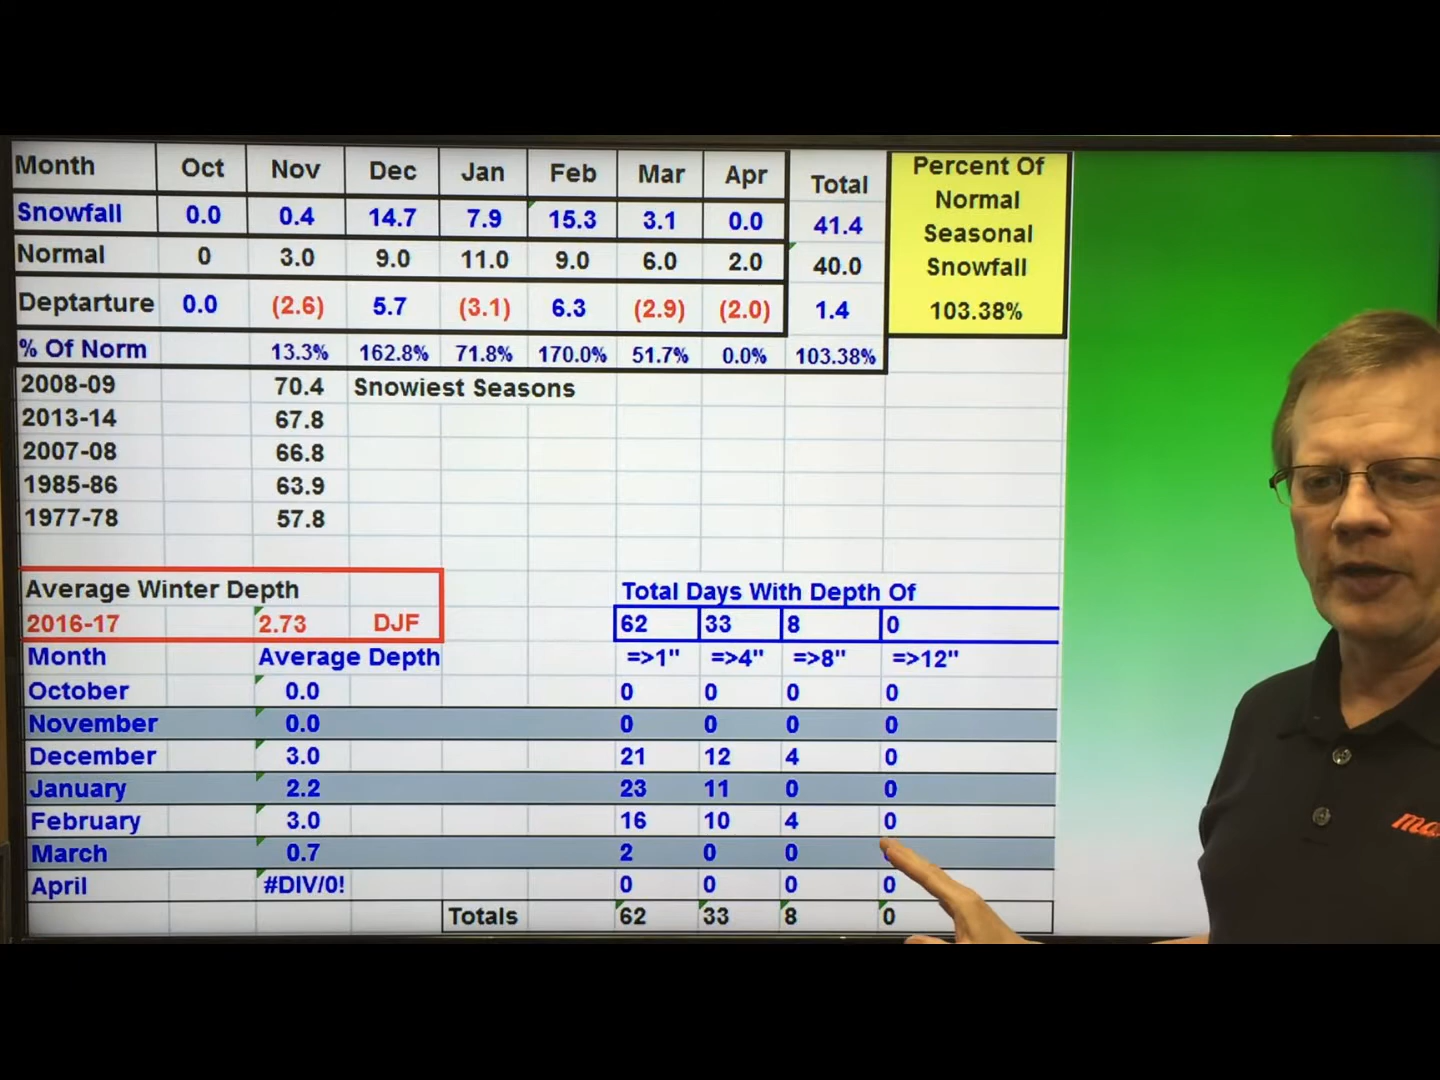 Month Oct Nov Dec Jan Feb Mar Apr Total
Snowfall 0.0 0.4 14.7 7.9 15.3 3.1 0.0 41.4
Normal 0 3.0 9.0 11.0 9.0 6.0 2.0 40.0
Deptarture 0.0 (2.6) 5.7 (3.1) 6.3 (2.9) (2.0) 1.4
% Of Norm 13.3% 162.8% 71.8% 170.0% 51.7% 0.0% 103.38%
Percent Of
Normal
Seasonal
Snowfall
103.38%
2008-09 70.4 Snowiest Seasons
2013-14 67.8
2007-08 66.8
1985-86 63.9
1977-78 57.8
Average Winter Depth
2016-17 2.73 DJF
Total Days With Depth Of
62 33 8 0
Month Average Depth =>1" =>4" =>8" =>12"
October 0.0 0 0 0 0
November 0.0 0 0 0 0
December 3.0 21 12 4 0
January 2.2 23 11 0 0
February 3.0 16 10 4 0
March 0.7 2 0 0
April #DIV/0! 0 0 0 0
Totals 62 33 8 0